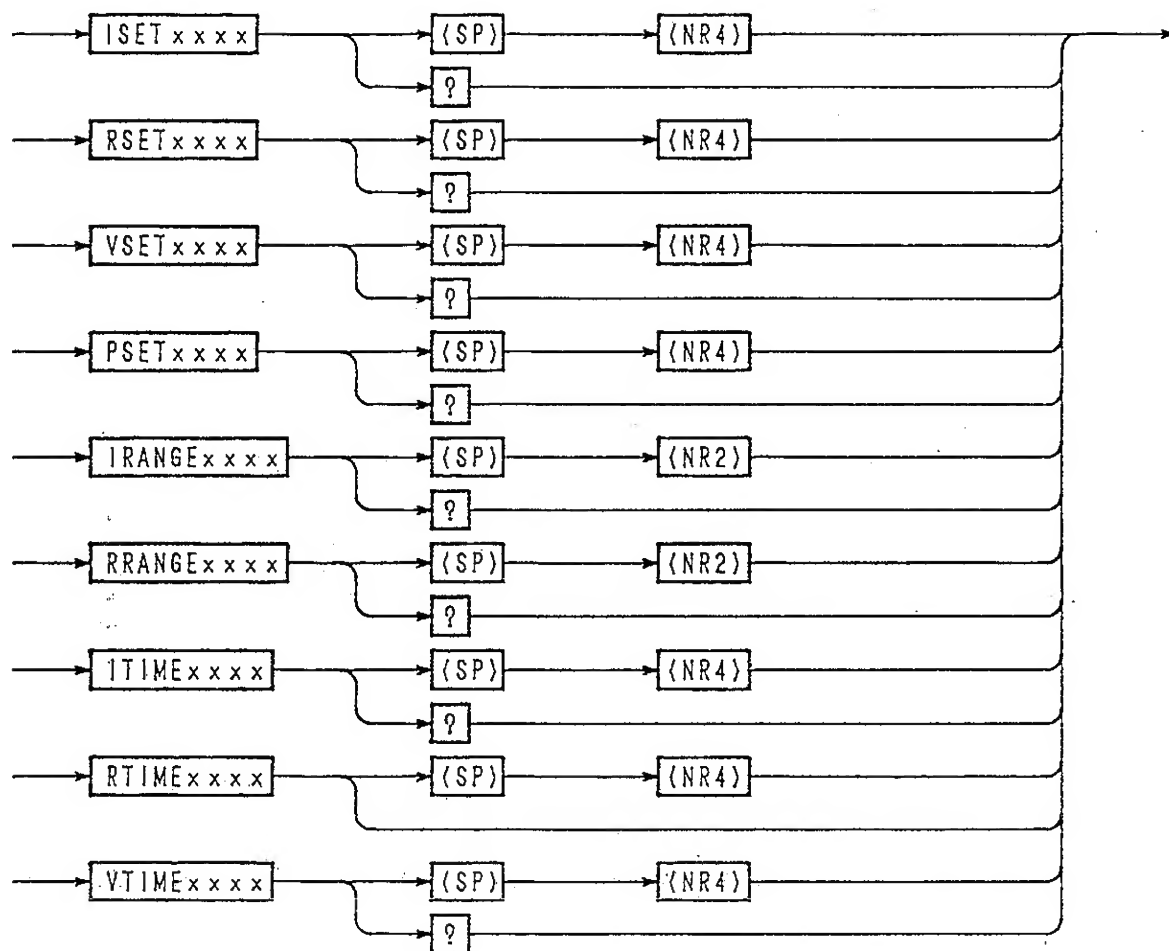 ISETxxxx (SP) (NR4)
?
RSETxxxx (SP) (NR4)
?
VSETxxxx (SP) (NR4)
?
PSETxxxx (SP) (NR4)
?
IRANGExxxx (SP) (NR2)
?
RRANGExxxx (SP) (NR2)
?
ITIMExxxx (SP) (NR4)
?
RTIMExxxx (SP) (NR4)
VTIMExxxx (SP) (NR4)
?